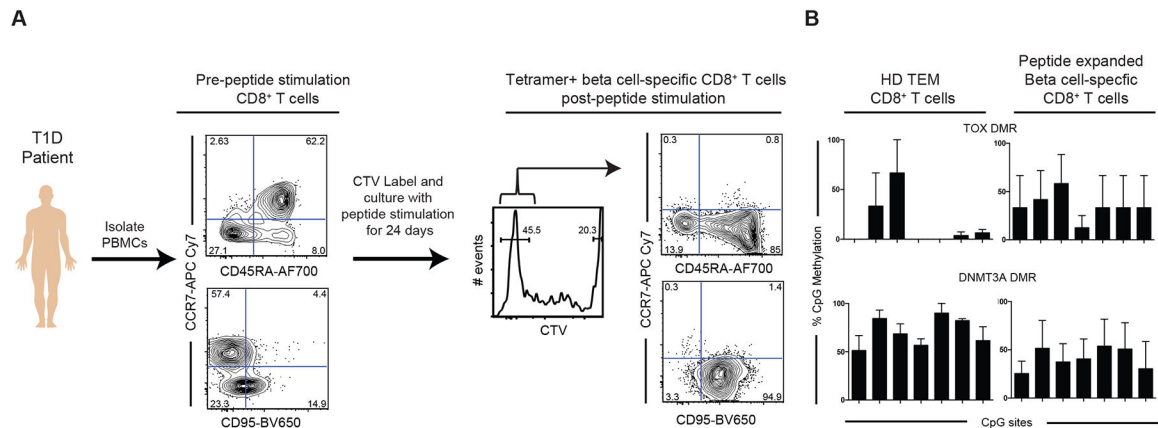 A
B
T1D
Patient
Isolate
PBMCs
Pre-peptide stimulation
CD8⁺ T cells
2.63
62.2
27.1
8.0
CD45RA-AF700
57.4
4.4
23.3
14.9
CD95-BV650
CCR7-APC Cy7
CTV Label and
culture with
peptide stimulation
for 24 days
Tetramer+ beta cell-specific CD8⁺ T cells
post-peptide stimulation
45.5
20.3
# events
CTV
0.3
0.8
13.9
85
CD45RA-AF700
0.3
1.4
3.3
94.9
CD95-BV650
CCR7-APC Cy7
HD TEM
CD8⁺ T cells
Peptide expanded
Beta cell-specfic
CD8⁺ T cells
TOX DMR
100
50
0
100
50
0
DNMT3A DMR
100
50
0
100
50
0
% CpG Methylation
CpG sites